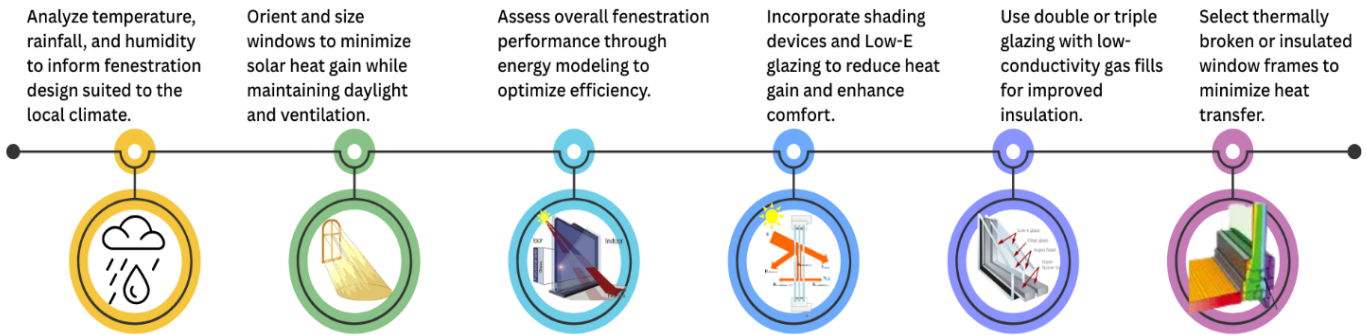 Analyze temperature,
rainfall, and humidity
to inform fenestration
design suited to the
local climate.
Orient and size
windows to minimize
solar heat gain while
maintaining daylight
and ventilation.
Assess overall fenestration
performance through
energy modeling to
optimize efficiency.
Incorporate shading
devices and Low-E
glazing to reduce heat
gain and enhance
comfort.
Use double or triple
glazing with low-
conductivity gas fills
for improved
insulation.
Select thermally
broken or insulated
window frames to
minimize heat
transfer.
Indoor
Low-e glass
Clear glass